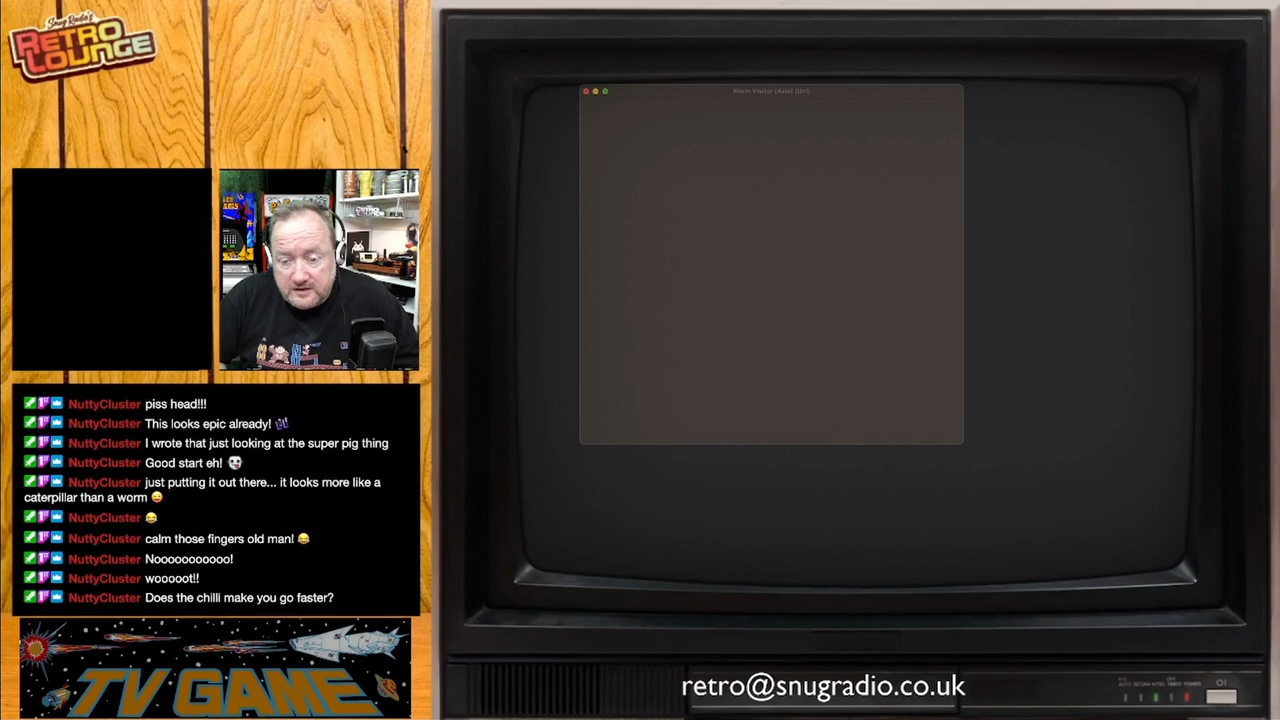 Snug Radio's
RETRO
LOUNGE
NuttyCluster piss head!!!
NuttyCluster This looks epic already!
NuttyCluster I wrote that just looking at the super pig thing
NuttyCluster Good start eh!
NuttyCluster just putting it out there... it looks more like a
caterpillar than a worm
NuttyCluster
NuttyCluster calm those fingers old man!
NuttyCluster Nooooooooooo!
NuttyCluster wooooot!!
NuttyCluster Does the chilli make you go faster?
TV GAME
retro@snugradio.co.uk